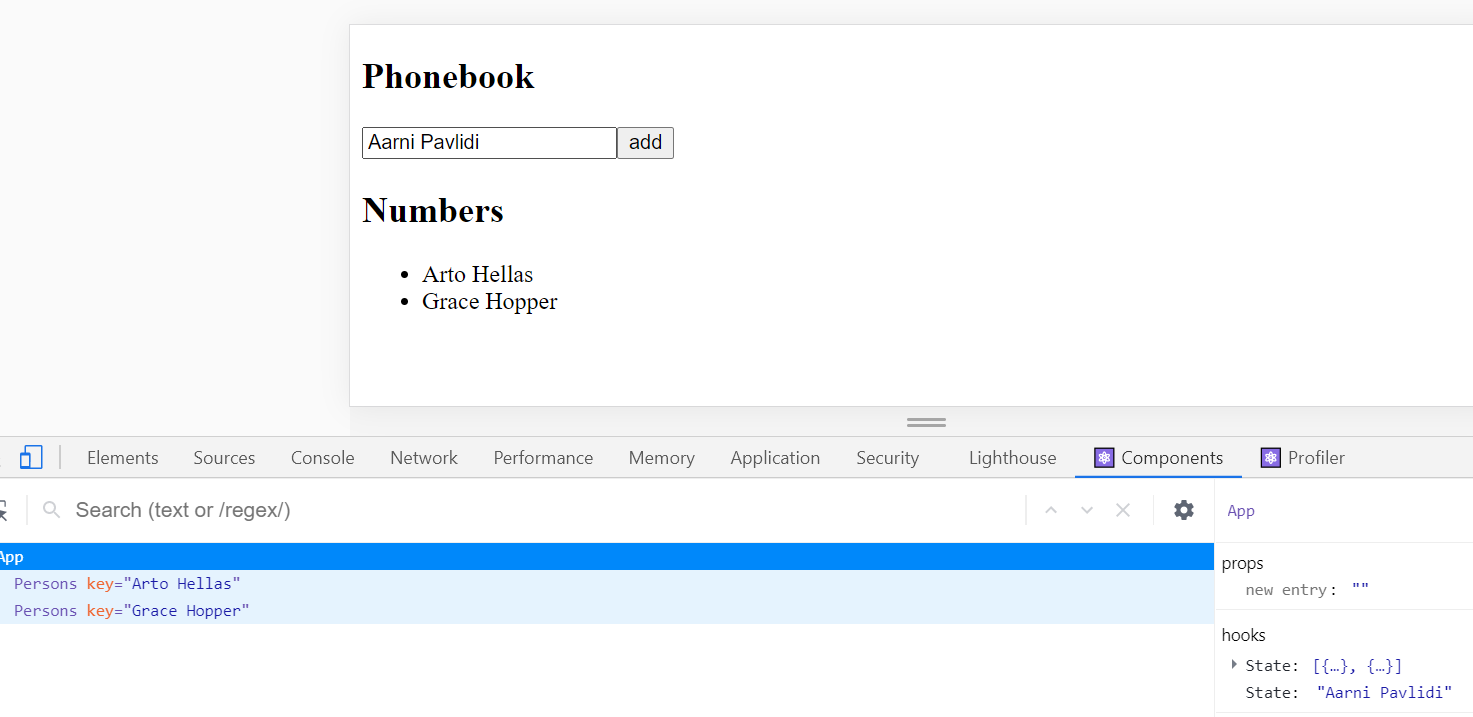 Phonebook
Aarni Pavlidi add
Numbers
Arto Hellas
Grace Hopper
Elements Sources Console Network Performance Memory Application Security Lighthouse Components Profiler
Search (text or /regex/)
App
App
Persons key="Arto Hellas"
Persons key="Grace Hopper"
props
new entry: ""
hooks
State: [{…}, {…}]
State: "Aarni Pavlidi"